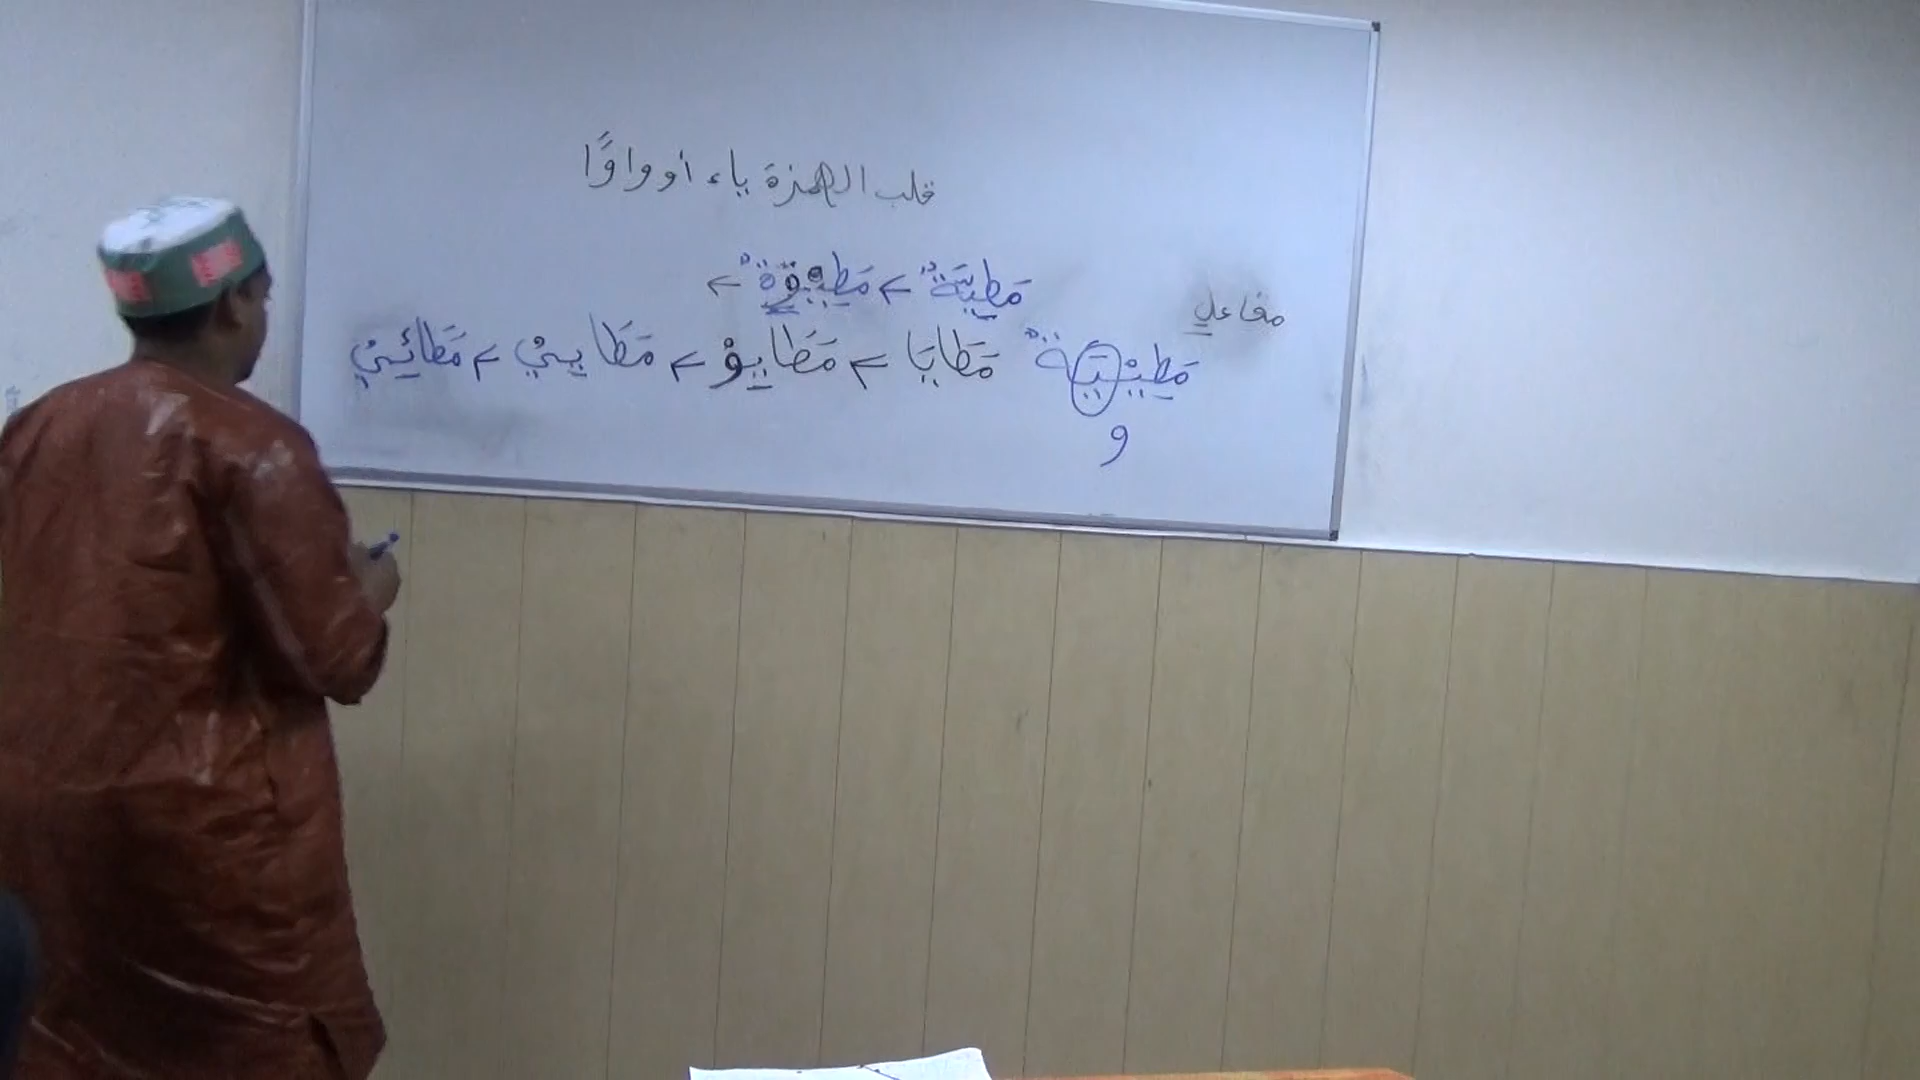 قلب الهمزة ياء أو واوًا
مَطِيَّةٌ ← مَطِيْوَةٌ ←
مفاعل
مَطِيْيَةٌ مَطَايَا ← مَطَايِوْ ← مَطَايِيْ ← مَطَائِيْ
و